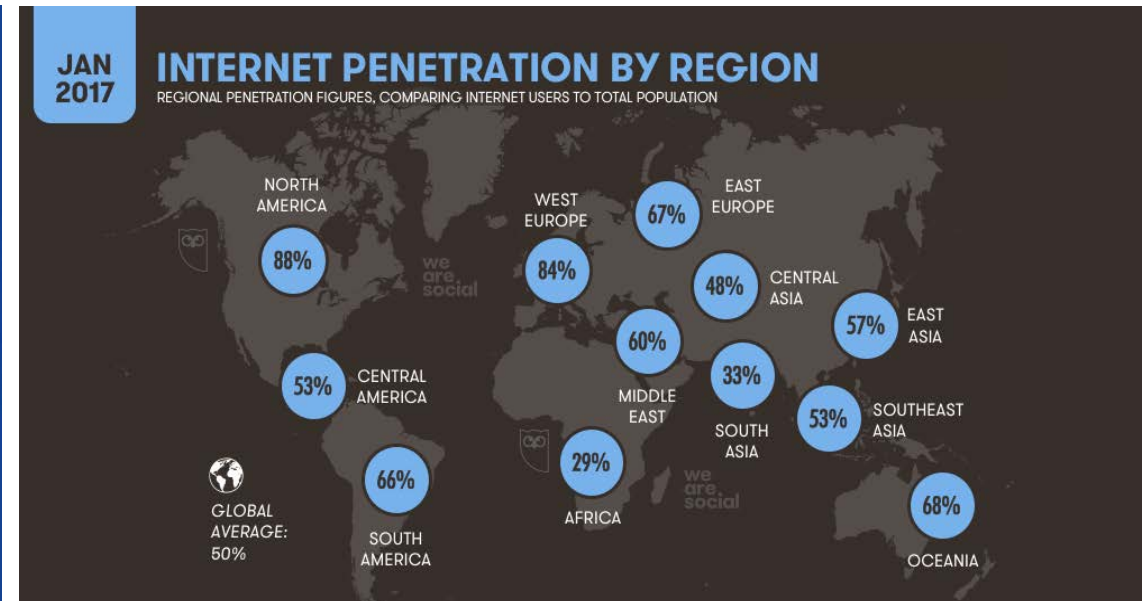 JAN
2017
INTERNET PENETRATION BY REGION
REGIONAL PENETRATION FIGURES, COMPARING INTERNET USERS TO TOTAL POPULATION
NORTH
AMERICA
88%
WEST
EUROPE
84%
67%
EAST
EUROPE
48%
CENTRAL
ASIA
57%
EAST
ASIA
60%
MIDDLE
EAST
33%
SOUTH
ASIA
53%
SOUTHEAST
ASIA
53%
CENTRAL
AMERICA
66%
SOUTH
AMERICA
29%
AFRICA
68%
OCEANIA
GLOBAL
AVERAGE:
50%
we
are
social
we
are
social